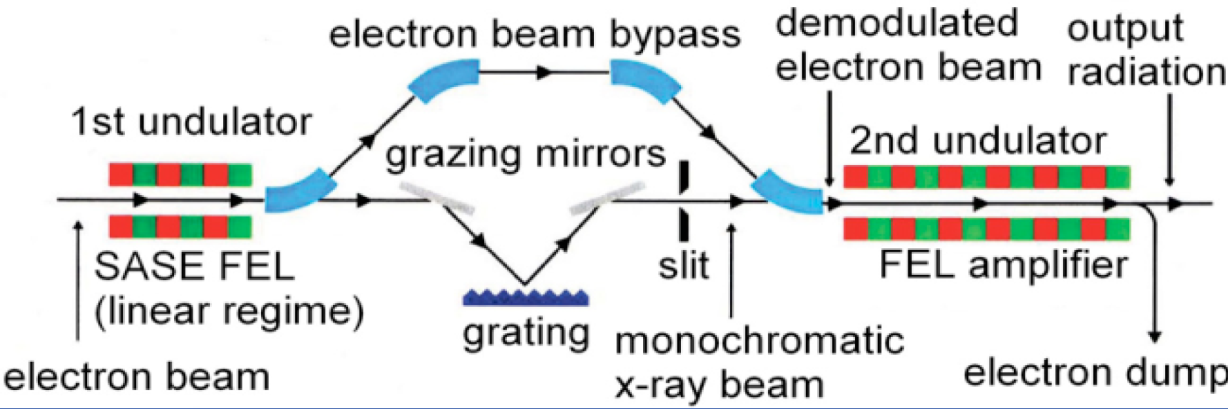 electron beam bypass
demodulated
electron beam
output
radiation
1st undulator
grazing mirrors
2nd undulator
SASE FEL
(linear regime)
slit
FEL amplifier
grating
monochromatic
x-ray beam
electron beam
electron dump